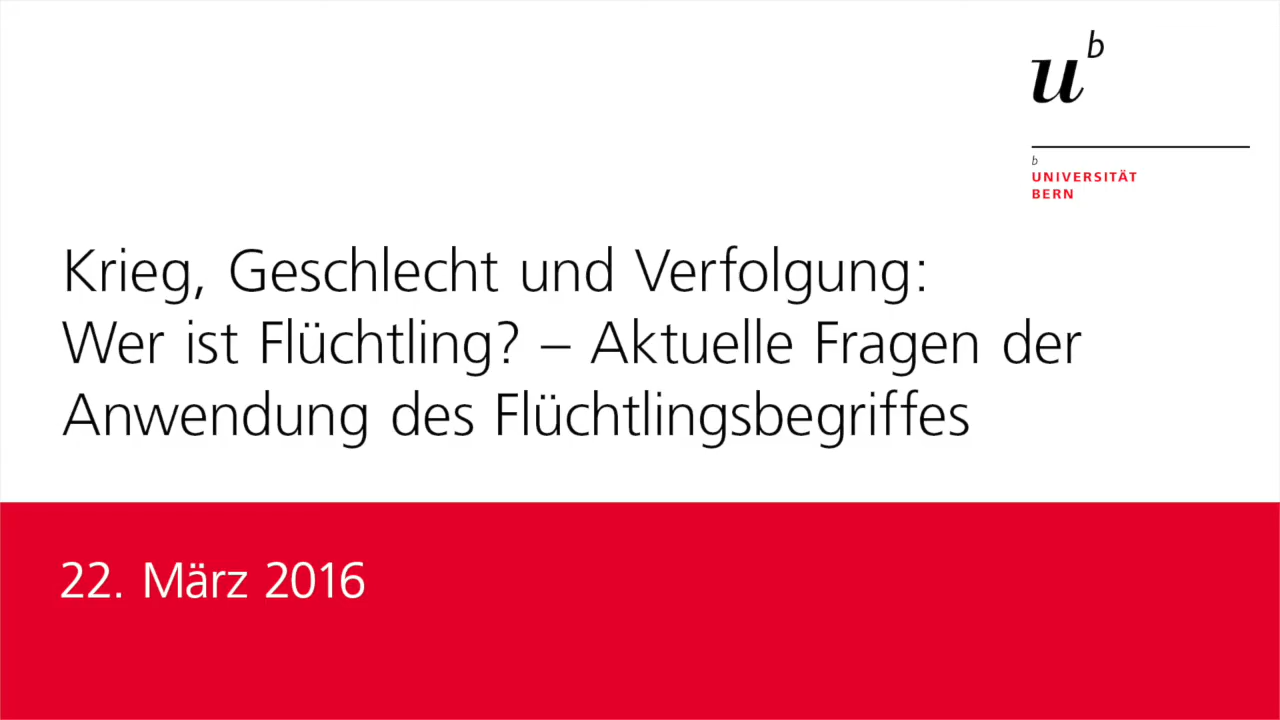 u b
b
UNIVERSITÄT
BERN
Krieg, Geschlecht und Verfolgung:
Wer ist Flüchtling? – Aktuelle Fragen der
Anwendung des Flüchtlingsbegriffes
22. März 2016